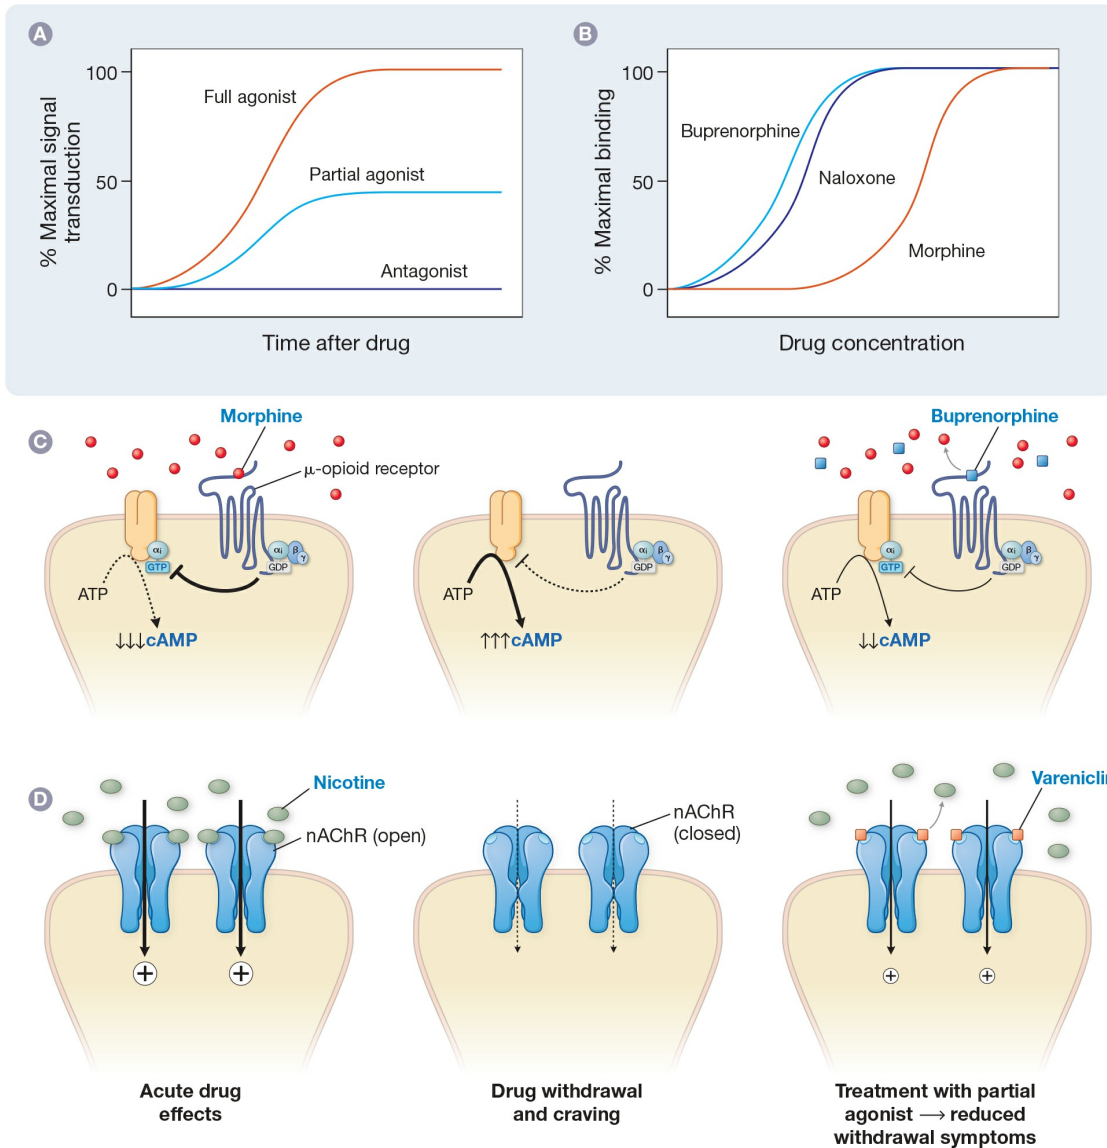 A
% Maximal signal
transduction
100
50
0
Full agonist
Partial agonist
Antagonist
Time after drug
B
% Maximal binding
100
50
0
Buprenorphine
Naloxone
Morphine
Drug concentration
C
Morphine
μ-opioid receptor
αi
GTP
αi
β
γ
GDP
ATP
↓↓↓cAMP
αi
β
γ
GDP
ATP
↑↑↑cAMP
Buprenorphine
αi
GTP
αi
β
γ
GDP
ATP
↓↓cAMP
D
Nicotine
nAChR (open)
+
+
nAChR
(closed)
Vareniclin
+
+
Acute drug
effects
Drug withdrawal
and craving
Treatment with partial
agonist → reduced
withdrawal symptoms